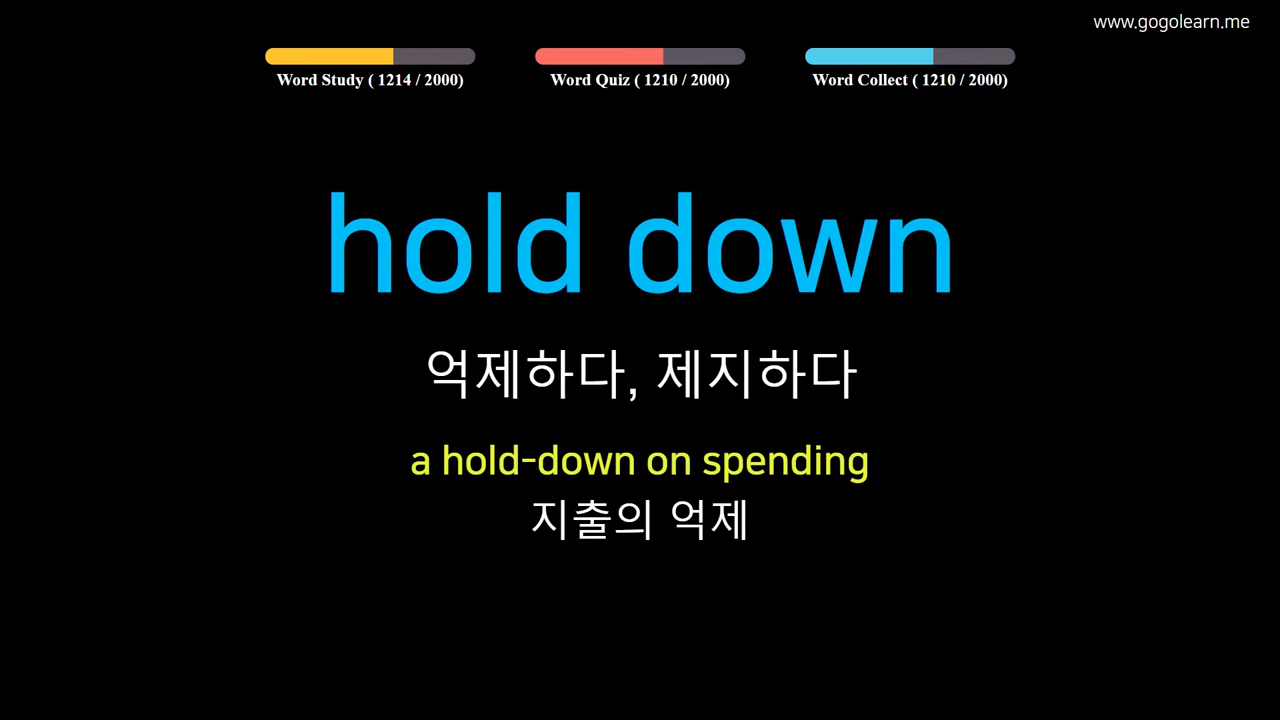 www.gogolearn.me
Word Study ( 1214 / 2000)
Word Quiz ( 1210 / 2000)
Word Collect ( 1210 / 2000)
hold down
억제하다, 제지하다
a hold-down on spending
지출의 억제